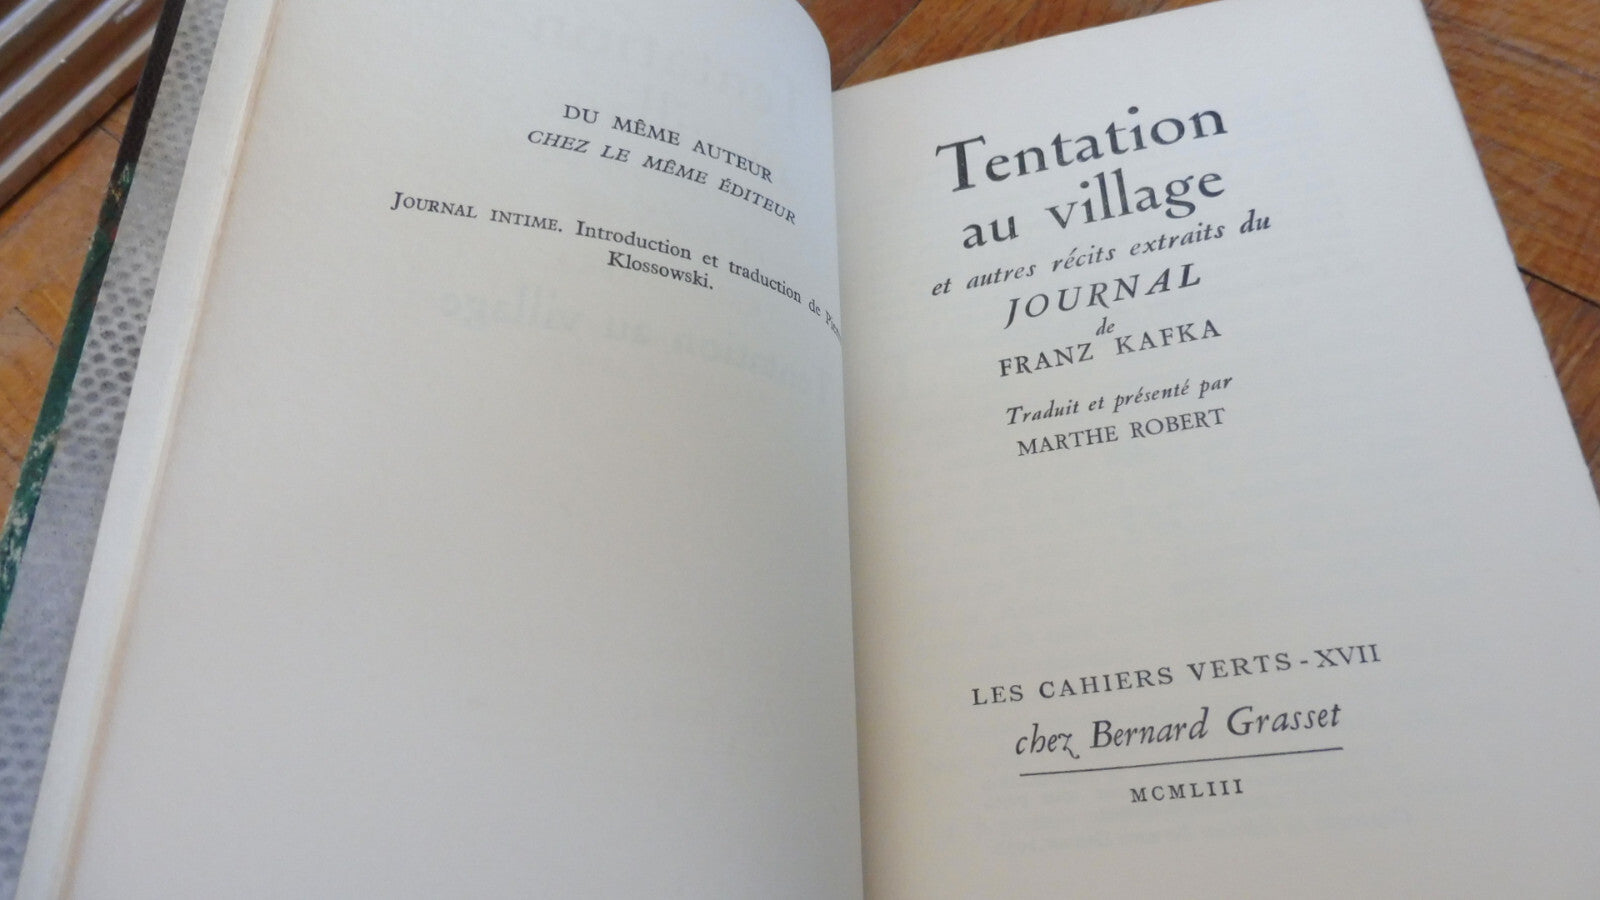 DU MÊME AUTEUR
CHEZ LE MÊME ÉDITEUR
JOURNAL INTIME. Introduction et traduction de
Klossowski.
Tentation
au village
et autres récits extraits du
JOURNAL
de
FRANZ KAFKA
Traduit et présenté par
MARTHE ROBERT
LES CAHIERS VERTS - XVII
chez Bernard Grasset
MCMLIII